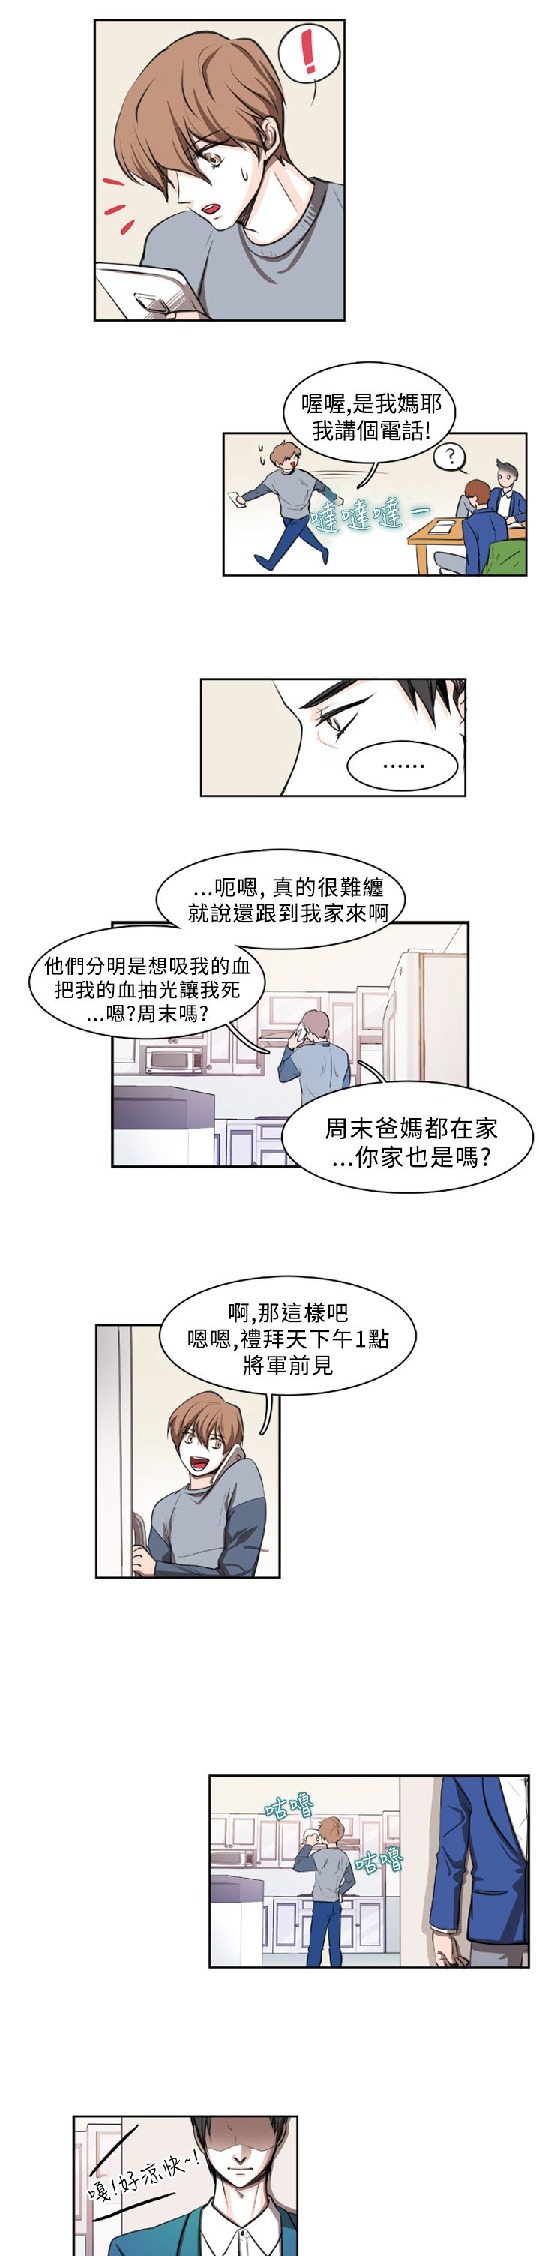 !
喔喔,是我媽耶
我講個電話!
?
噠噠噠一
……
...呃嗯, 真的很難纏
就說還跟到我家來啊
他們分明是想吸我的血
把我的血抽光讓我死
...嗯?周末嗎?
周末爸媽都在家
...你家也是嗎?
啊,那這樣吧
嗯嗯,禮拜天下午1點
將軍前見
咕嚕
咕嚕
嘎!好涼快~!